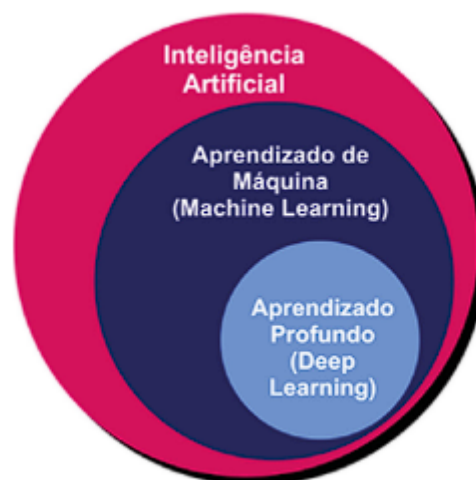 Inteligência
Artificial
Aprendizado de
Máquina
(Machine Learning)
Aprendizado
Profundo
(Deep
Learning)